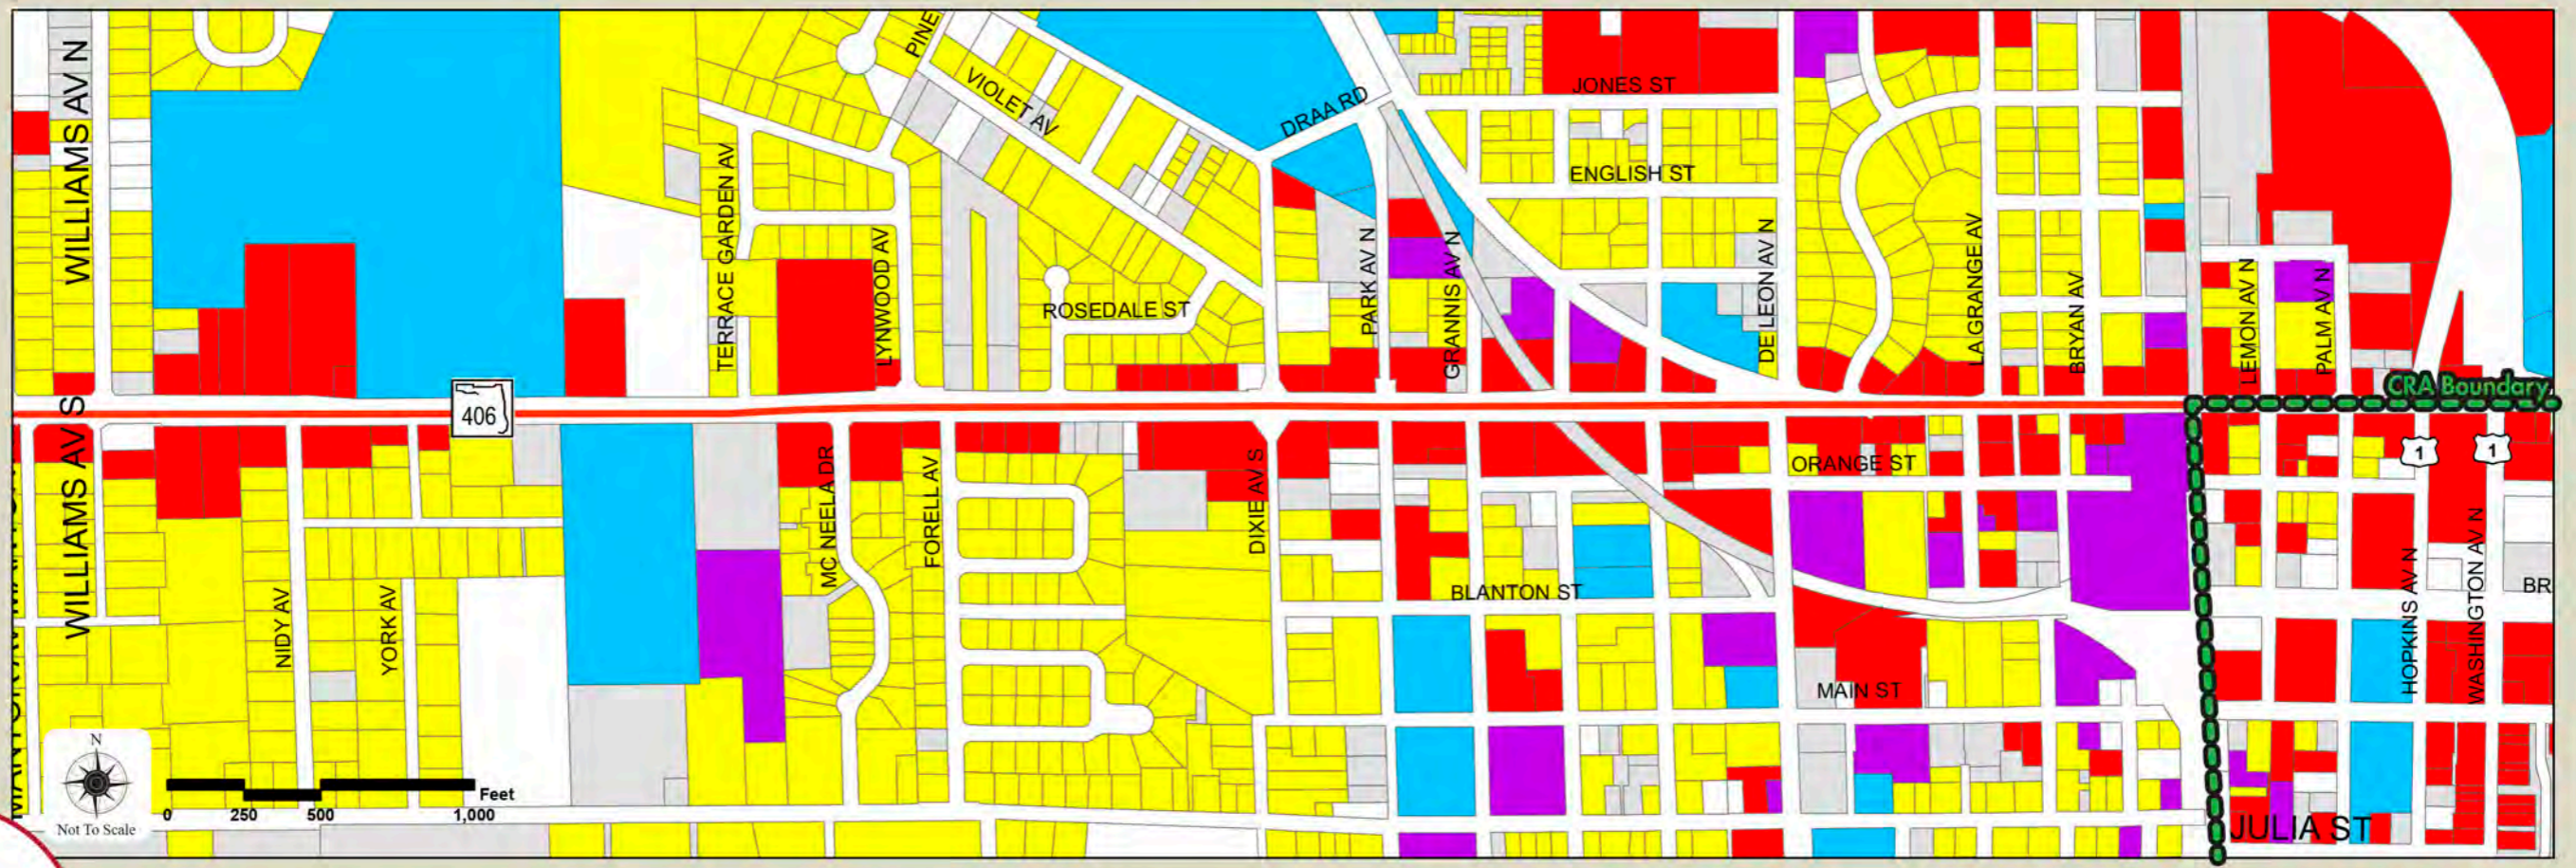 WILLIAMS AV N
PINE
VIOLET AV
DRAA RD
JONES ST
ENGLISH ST
TERRACE GARDEN AV
LYNWOOD AV
ROSEDALE ST
PARK AV N
GRANNIS AV N
DE LEON AV N
LAGRANGE AV
BRYAN AV
LEMON AV N
PALM AV N
CRA Boundary
406
WILLIAMS AV S
MC NEELA DR
FORELL AV
DIXIE AV S
ORANGE ST
1
1
NIDY AV
YORK AV
BLANTON ST
HOPKINS AV N
WASHINGTON AV N
BR
MAIN ST
N
Not To Scale
0 250 500 1,000
Feet
JULIA ST